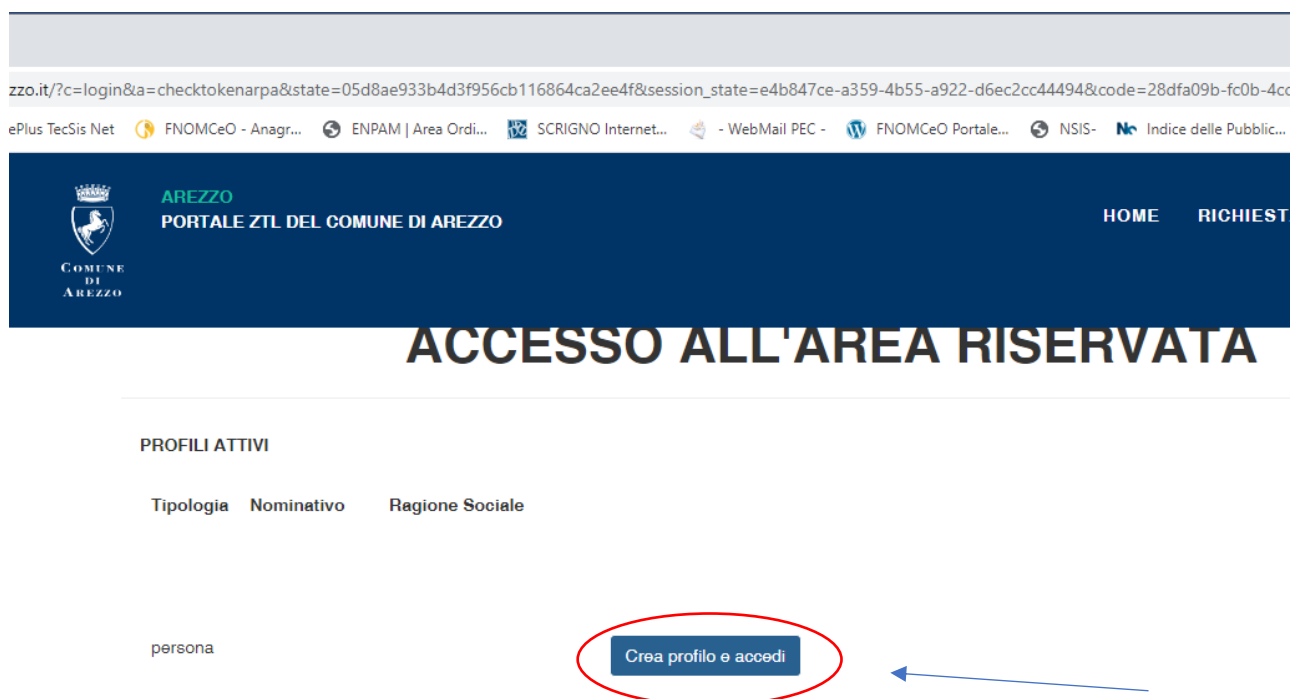 zzo.it/?c=login&a=checktokenarpa&state=05d8ae933b4d3f956cb116864ca2ee4f&session_state=e4b847ce-a359-4b55-a922-d6ec2cc44494&code=28dfa09b-fc0b-4cc
ePlus TecSis Net FNOMCeO - Anagr... ENPAM | Area Ordi... SCRIGNO Internet... - WebMail PEC - FNOMCeO Portale... NSIS- Indice delle Pubblic...
AREZZO
PORTALE ZTL DEL COMUNE DI AREZZO
HOME RICHIEST
COMUNE
DI
AREZZO
ACCESSO ALL'AREA RISERVATA
PROFILI ATTIVI
Tipologia Nominativo Ragione Sociale
persona Crea profilo e accedi